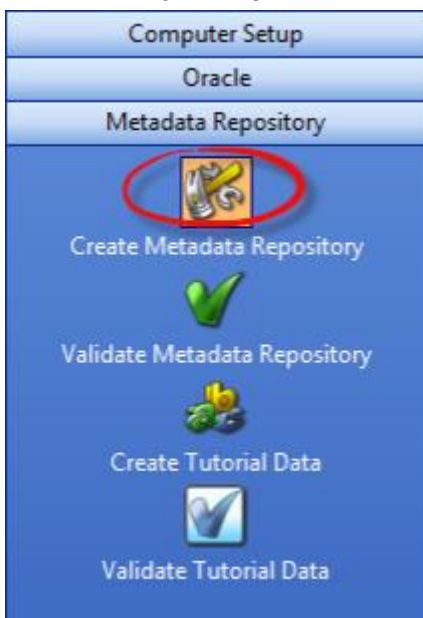 Computer Setup
Oracle
Metadata Repository
Create Metadata Repository
Validate Metadata Repository
Create Tutorial Data
Validate Tutorial Data